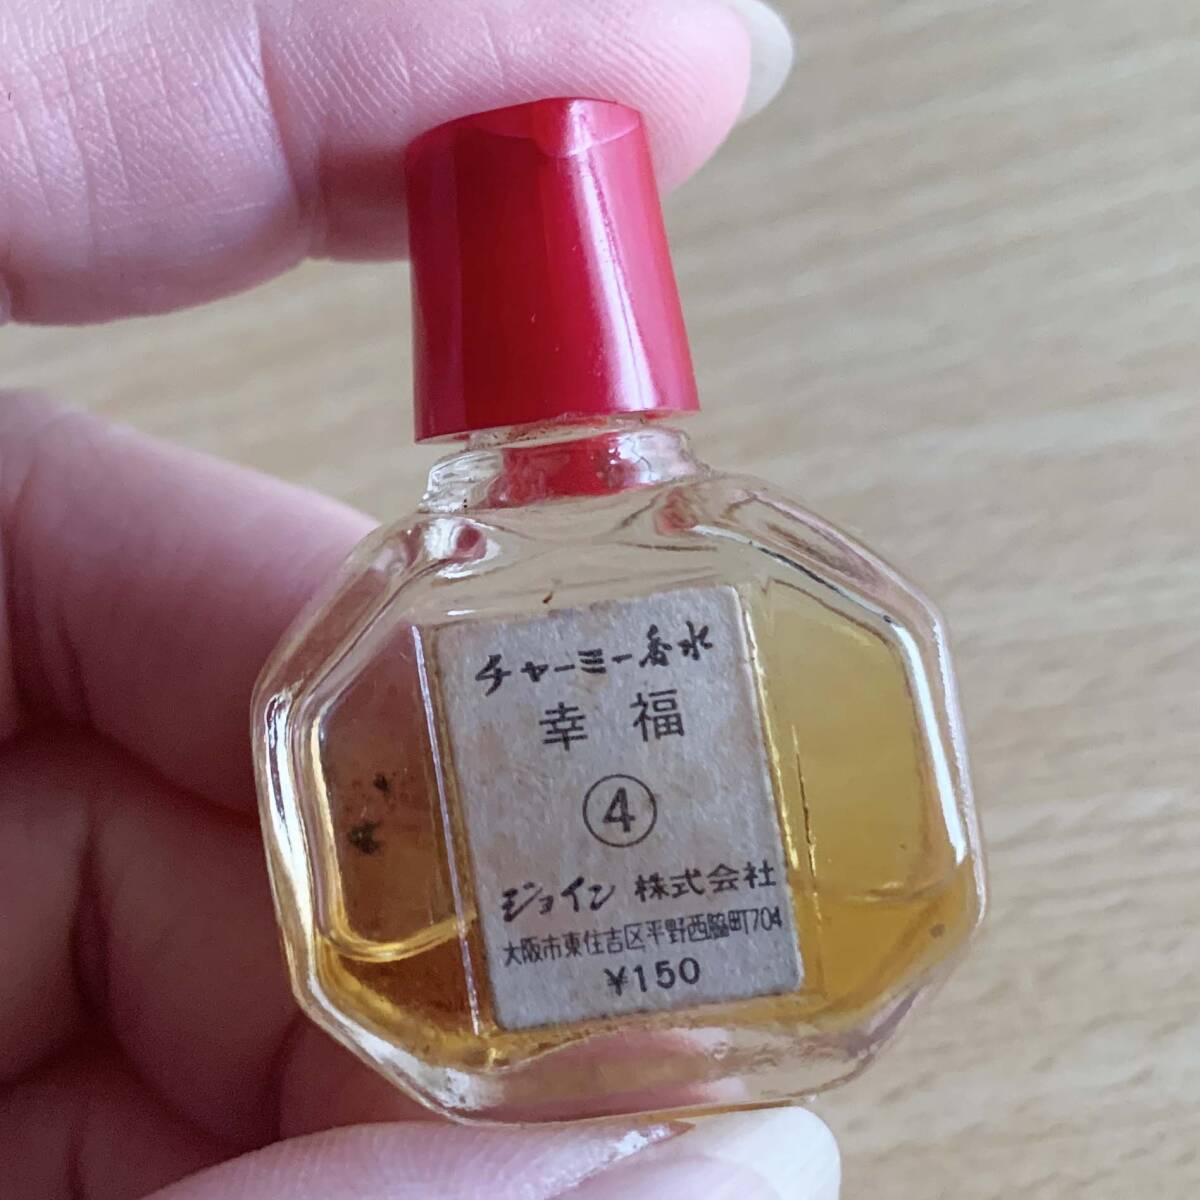 チャーミー香水
幸福
④
ジョイン株式会社
大阪市東住吉区平野西脇町704
¥150